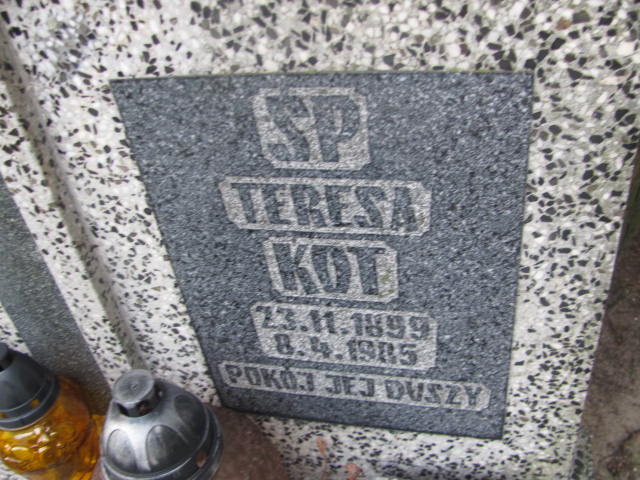 SP
TERESA
KOT
23.11.1899
8.4.1985
POKÓJ JEJ DUSZY